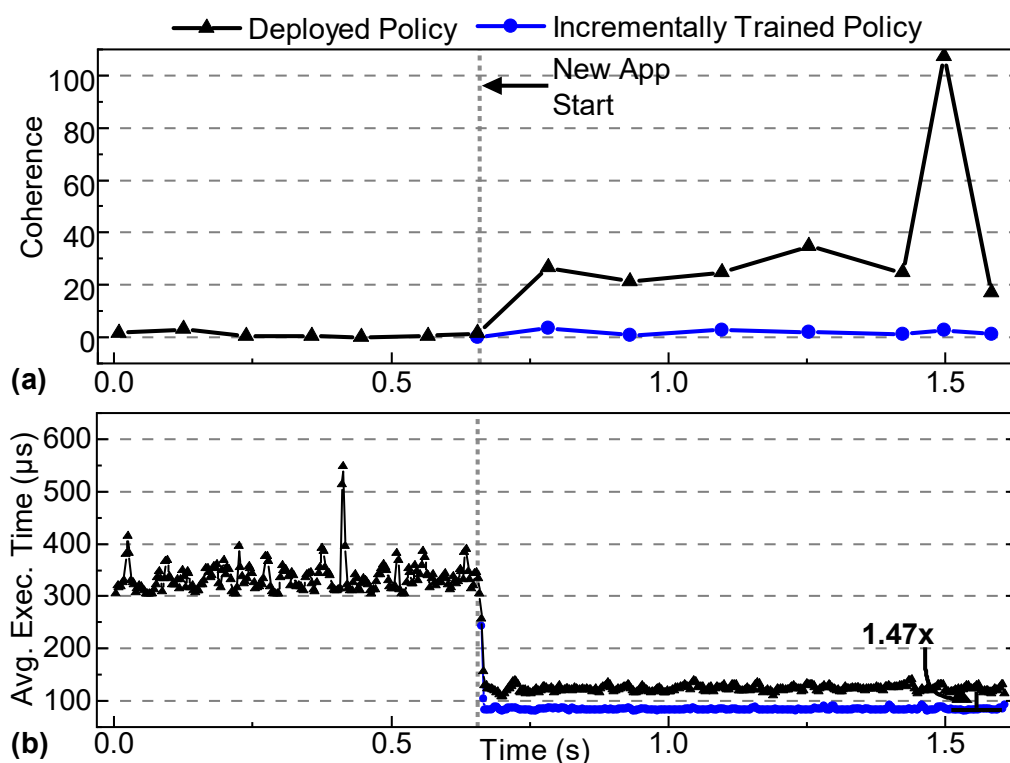 Deployed Policy
Incrementally Trained Policy
New App
Start
100
80
60
40
20
0
Coherence
(a)
0.0
0.5
1.0
1.5
600
500
400
300
200
100
Avg. Exec. Time (μs)
1.47x
(b)
0.0
0.5
1.0
1.5
Time (s)